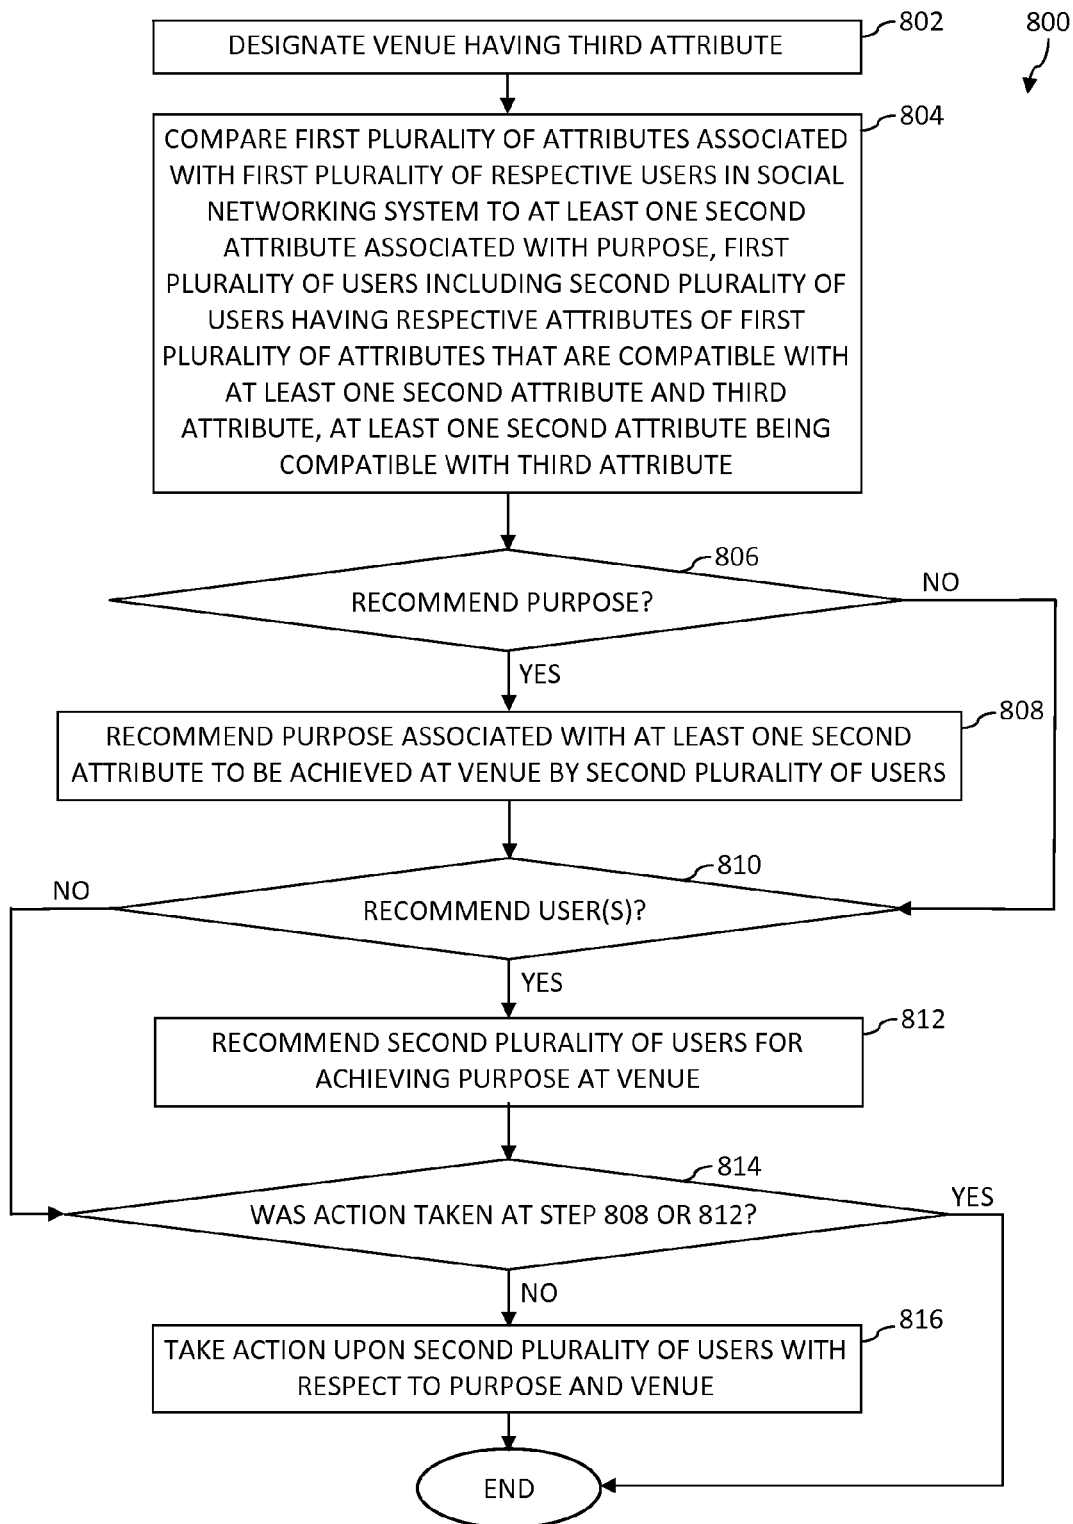 802
800
DESIGNATE VENUE HAVING THIRD ATTRIBUTE
804
COMPARE FIRST PLURALITY OF ATTRIBUTES ASSOCIATED
WITH FIRST PLURALITY OF RESPECTIVE USERS IN SOCIAL
NETWORKING SYSTEM TO AT LEAST ONE SECOND
ATTRIBUTE ASSOCIATED WITH PURPOSE, FIRST
PLURALITY OF USERS INCLUDING SECOND PLURALITY OF
USERS HAVING RESPECTIVE ATTRIBUTES OF FIRST
PLURALITY OF ATTRIBUTES THAT ARE COMPATIBLE WITH
AT LEAST ONE SECOND ATTRIBUTE AND THIRD
ATTRIBUTE, AT LEAST ONE SECOND ATTRIBUTE BEING
COMPATIBLE WITH THIRD ATTRIBUTE
806
NO
RECOMMEND PURPOSE?
YES
808
RECOMMEND PURPOSE ASSOCIATED WITH AT LEAST ONE SECOND
ATTRIBUTE TO BE ACHIEVED AT VENUE BY SECOND PLURALITY OF USERS
810
NO
RECOMMEND USER(S)?
YES
812
RECOMMEND SECOND PLURALITY OF USERS FOR
ACHIEVING PURPOSE AT VENUE
814
YES
WAS ACTION TAKEN AT STEP 808 OR 812?
NO
816
TAKE ACTION UPON SECOND PLURALITY OF USERS WITH
RESPECT TO PURPOSE AND VENUE
END